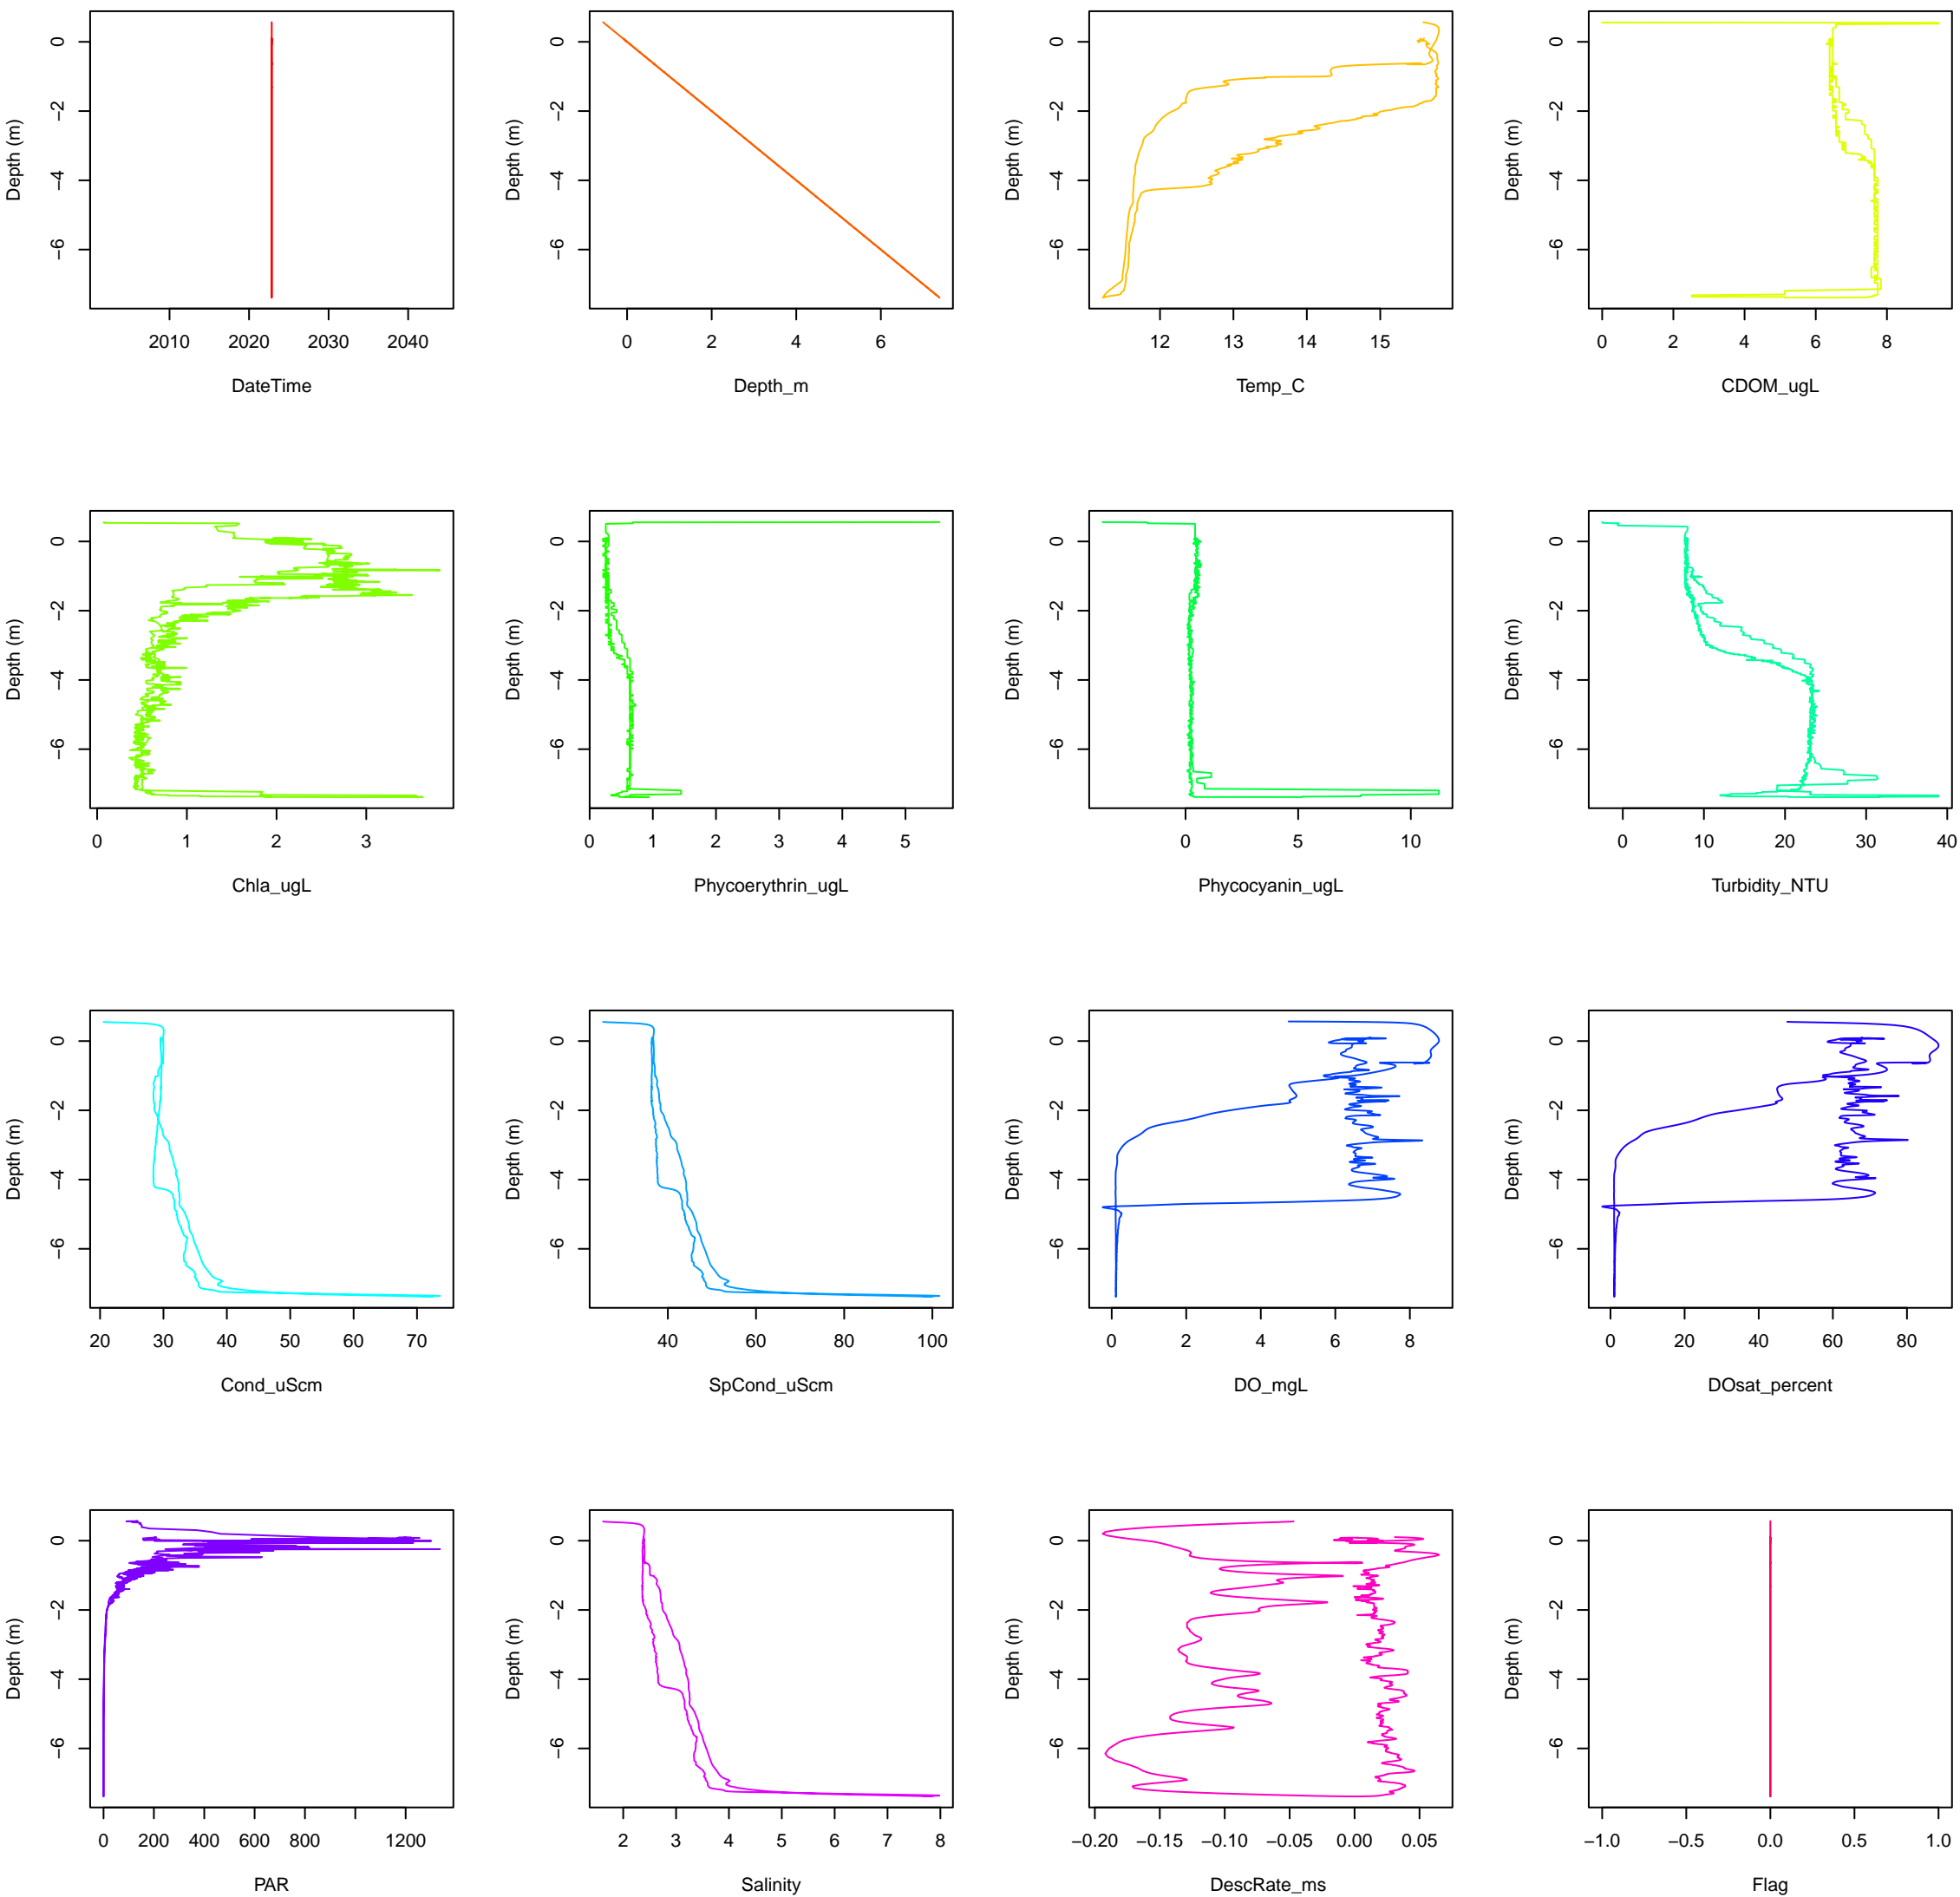 Depth (m)
0
−2
−4
−6
2010 2020 2030 2040
DateTime
Depth (m)
0
−2
−4
−6
0 2 4 6
Depth_m
Depth (m)
0
−2
−4
−6
12 13 14 15
Temp_C
Depth (m)
0
−2
−4
−6
0 2 4 6 8
CDOM_ugL
Depth (m)
0
−2
−4
−6
0 1 2 3
Chla_ugL
Depth (m)
0
−2
−4
−6
0 1 2 3 4 5
Phycoerythrin_ugL
Depth (m)
0
−2
−4
−6
0 5 10
Phycocyanin_ugL
Depth (m)
0
−2
−4
−6
0 10 20 30 40
Turbidity_NTU
Depth (m)
0
−2
−4
−6
20 30 40 50 60 70
Cond_uScm
Depth (m)
0
−2
−4
−6
40 60 80 100
SpCond_uScm
Depth (m)
0
−2
−4
−6
0 2 4 6 8
DO_mgL
Depth (m)
0
−2
−4
−6
0 20 40 60 80
DOsat_percent
Depth (m)
0
−2
−4
−6
0 200 400 600 800 1200
PAR
Depth (m)
0
−2
−4
−6
2 3 4 5 6 7 8
Salinity
Depth (m)
0
−2
−4
−6
−0.20 −0.15 −0.10 −0.05 0.00 0.05
DescRate_ms
Depth (m)
0
−2
−4
−6
−1.0 −0.5 0.0 0.5 1.0
Flag